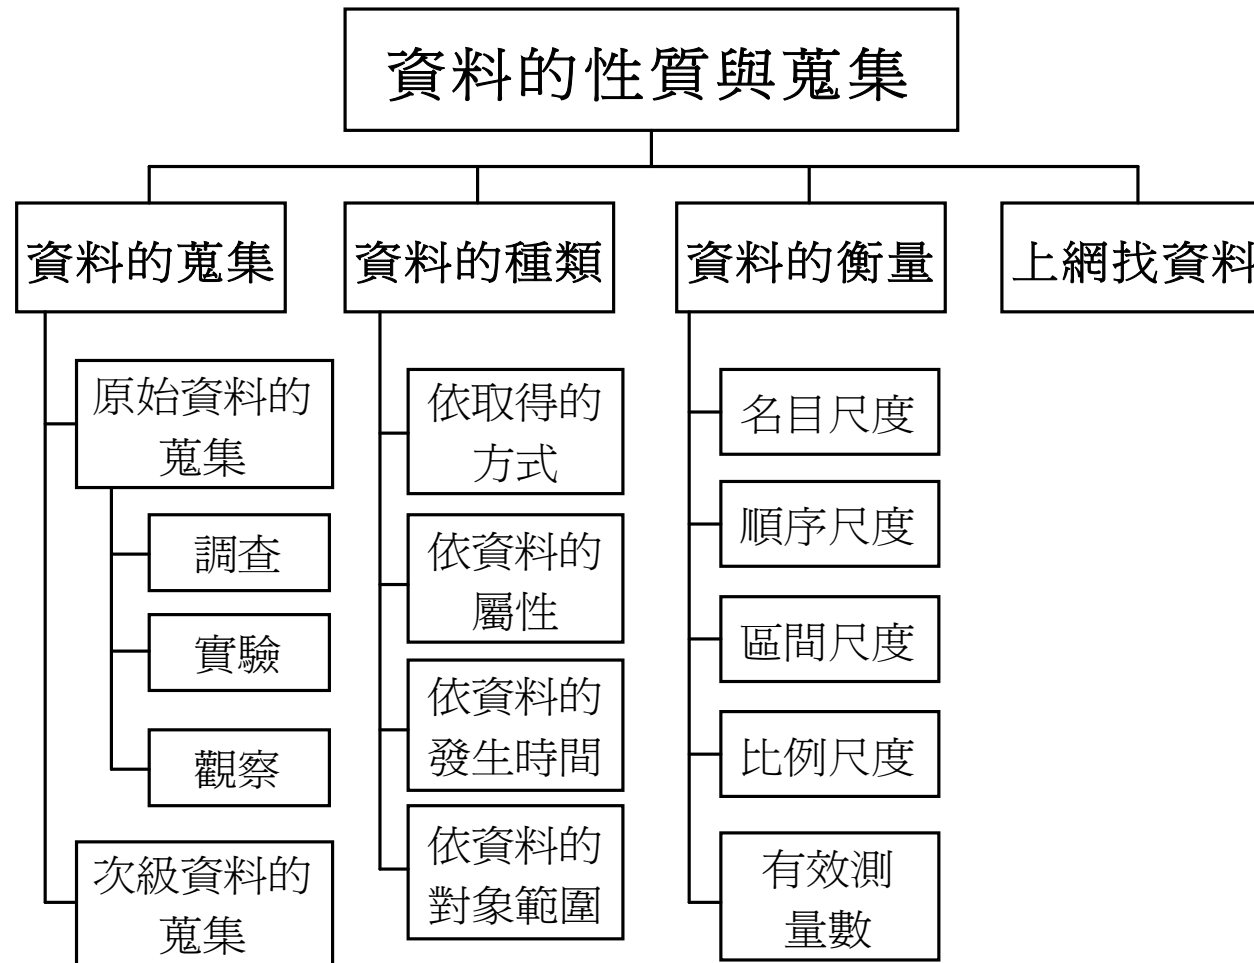 資料的性質與蒐集
資料的蒐集
原始資料的
蒐集
調查
實驗
觀察
次級資料的
蒐集
資料的種類
依取得的
方式
依資料的
屬性
依資料的
發生時間
依資料的
對象範圍
資料的衡量
名目尺度
順序尺度
區間尺度
比例尺度
有效測
量數
上網找資料